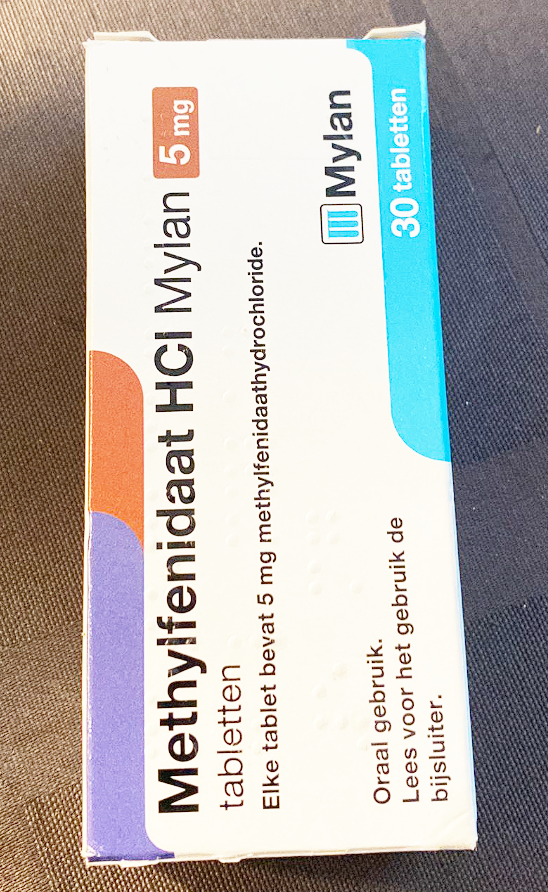 Methylfenidaat HCl Mylan 5 mg
tabletten
Elke tablet bevat 5 mg methylfenidaathydrochloride.
Mylan
Oraal gebruik.
Lees voor het gebruik de
bijsluiter.
30 tabletten